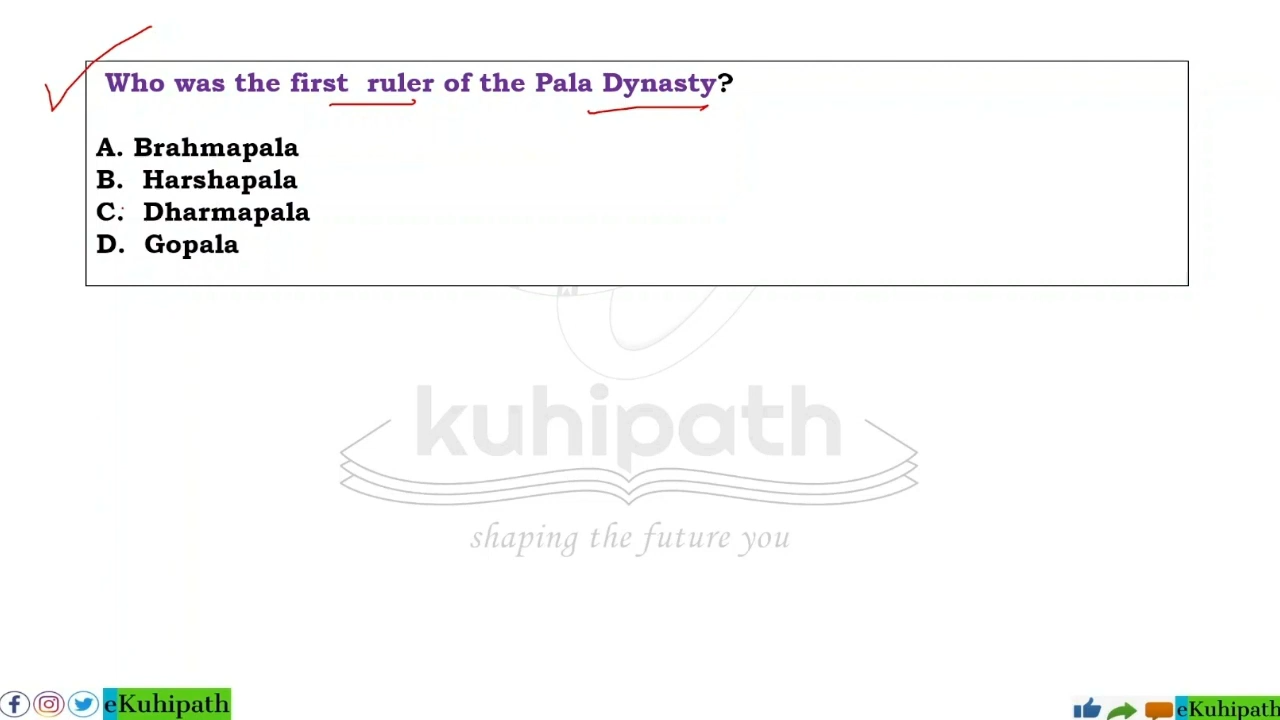 Who was the first ruler of the Pala Dynasty?
A. Brahmapala
B. Harshapala
C. Dharmapala
D. Gopala
kuhipath
shaping the future you
eKuhipath
eKuhipath